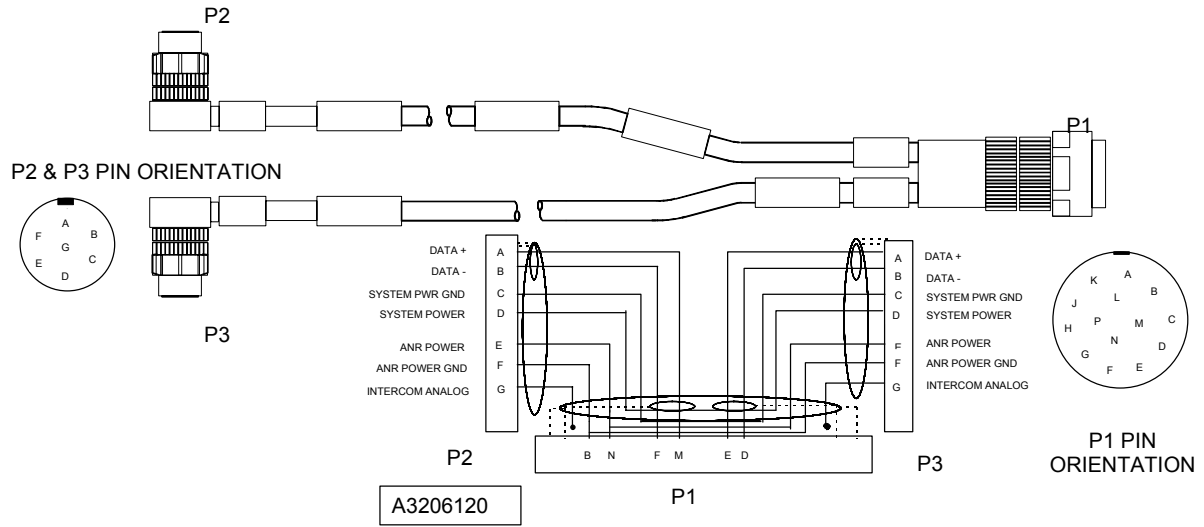 P2
P1
P2 & P3 PIN ORIENTATION
A
F
B
G
E
C
D
P3
DATA +
A
DATA -
B
SYSTEM PWR GND
C
SYSTEM POWER
D
ANR POWER
E
ANR POWER GND
F
INTERCOM ANALOG
G
A
DATA +
B
DATA -
C
SYSTEM PWR GND
D
SYSTEM POWER
E
ANR POWER
F
ANR POWER GND
G
INTERCOM ANALOG
K
A
L
B
J
H
P
M
C
N
G
D
F
E
P1 PIN
ORIENTATION
P2
B N F M E D
P3
A3206120
P1